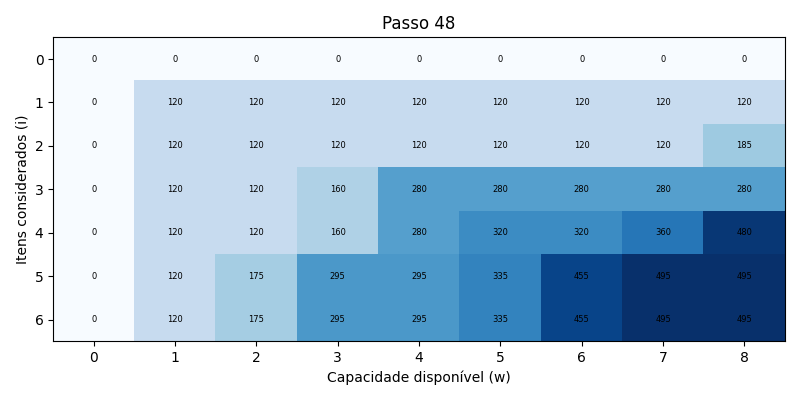 Passo 48
Itens considerados (i)
0 0 0 0 0 0 0 0 0 0
1 0 120 120 120 120 120 120 120 120
2 0 120 120 120 120 120 120 120 185
3 0 120 120 160 280 280 280 280 280
4 0 120 120 160 280 320 320 360 480
5 0 120 175 295 295 335 455 495 495
6 0 120 175 295 295 335 455 495 495
0 1 2 3 4 5 6 7 8
Capacidade disponível (w)